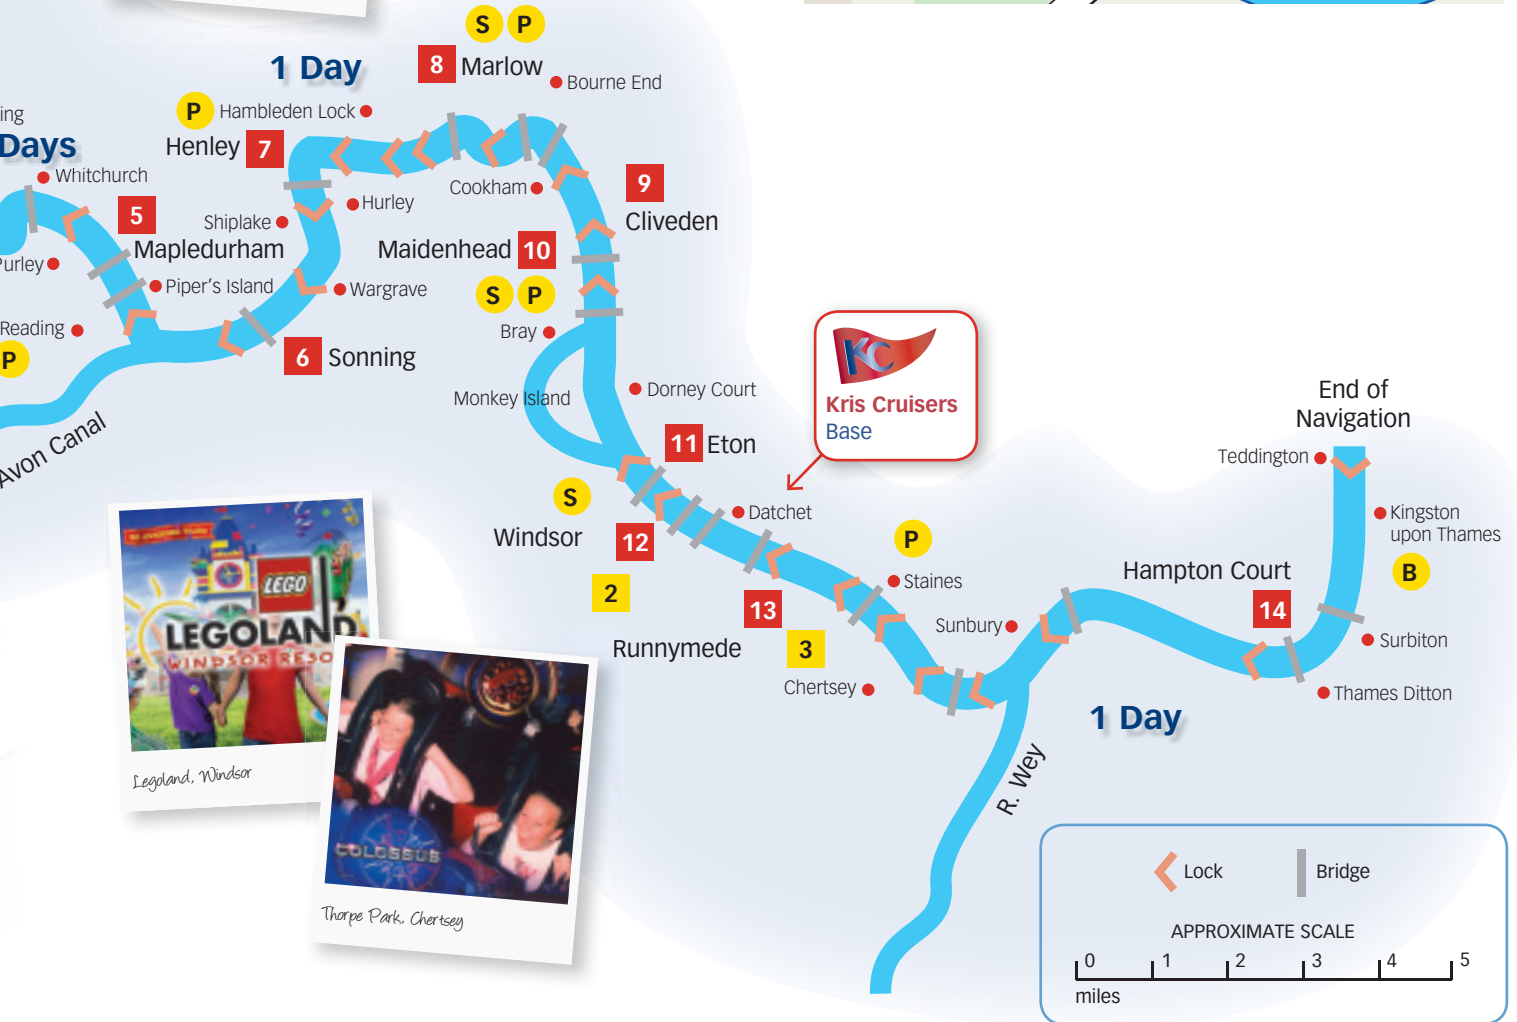 S P
1 Day
8 Marlow
Bourne End
P Hambleden Lock
ing
Henley 7
Days
Whitchurch
Cookham
9
Cliveden
5
Hurley
Shiplake
Mapledurham
Maidenhead 10
Purley
Piper's Island
Wargrave
S P
Reading
Bray
P
6 Sonning
KC
Kris Cruisers
Base
Dorney Court
Monkey Island
End of
Navigation
Avon Canal
11 Eton
Teddington
S
Datchet
Kingston
upon Thames
Windsor
12
P
Staines
Hampton Court
B
2
13
14
Sunbury
Runnymede
3
Surbiton
Chertsey
Thames Ditton
1 Day
LEGO
LEGOLAND
WINDSOR RESO
Legoland, Windsor
R. Wey
COLOSSUS
Thorpe Park, Chertsey
Lock
Bridge
APPROXIMATE SCALE
0 1 2 3 4 5
miles